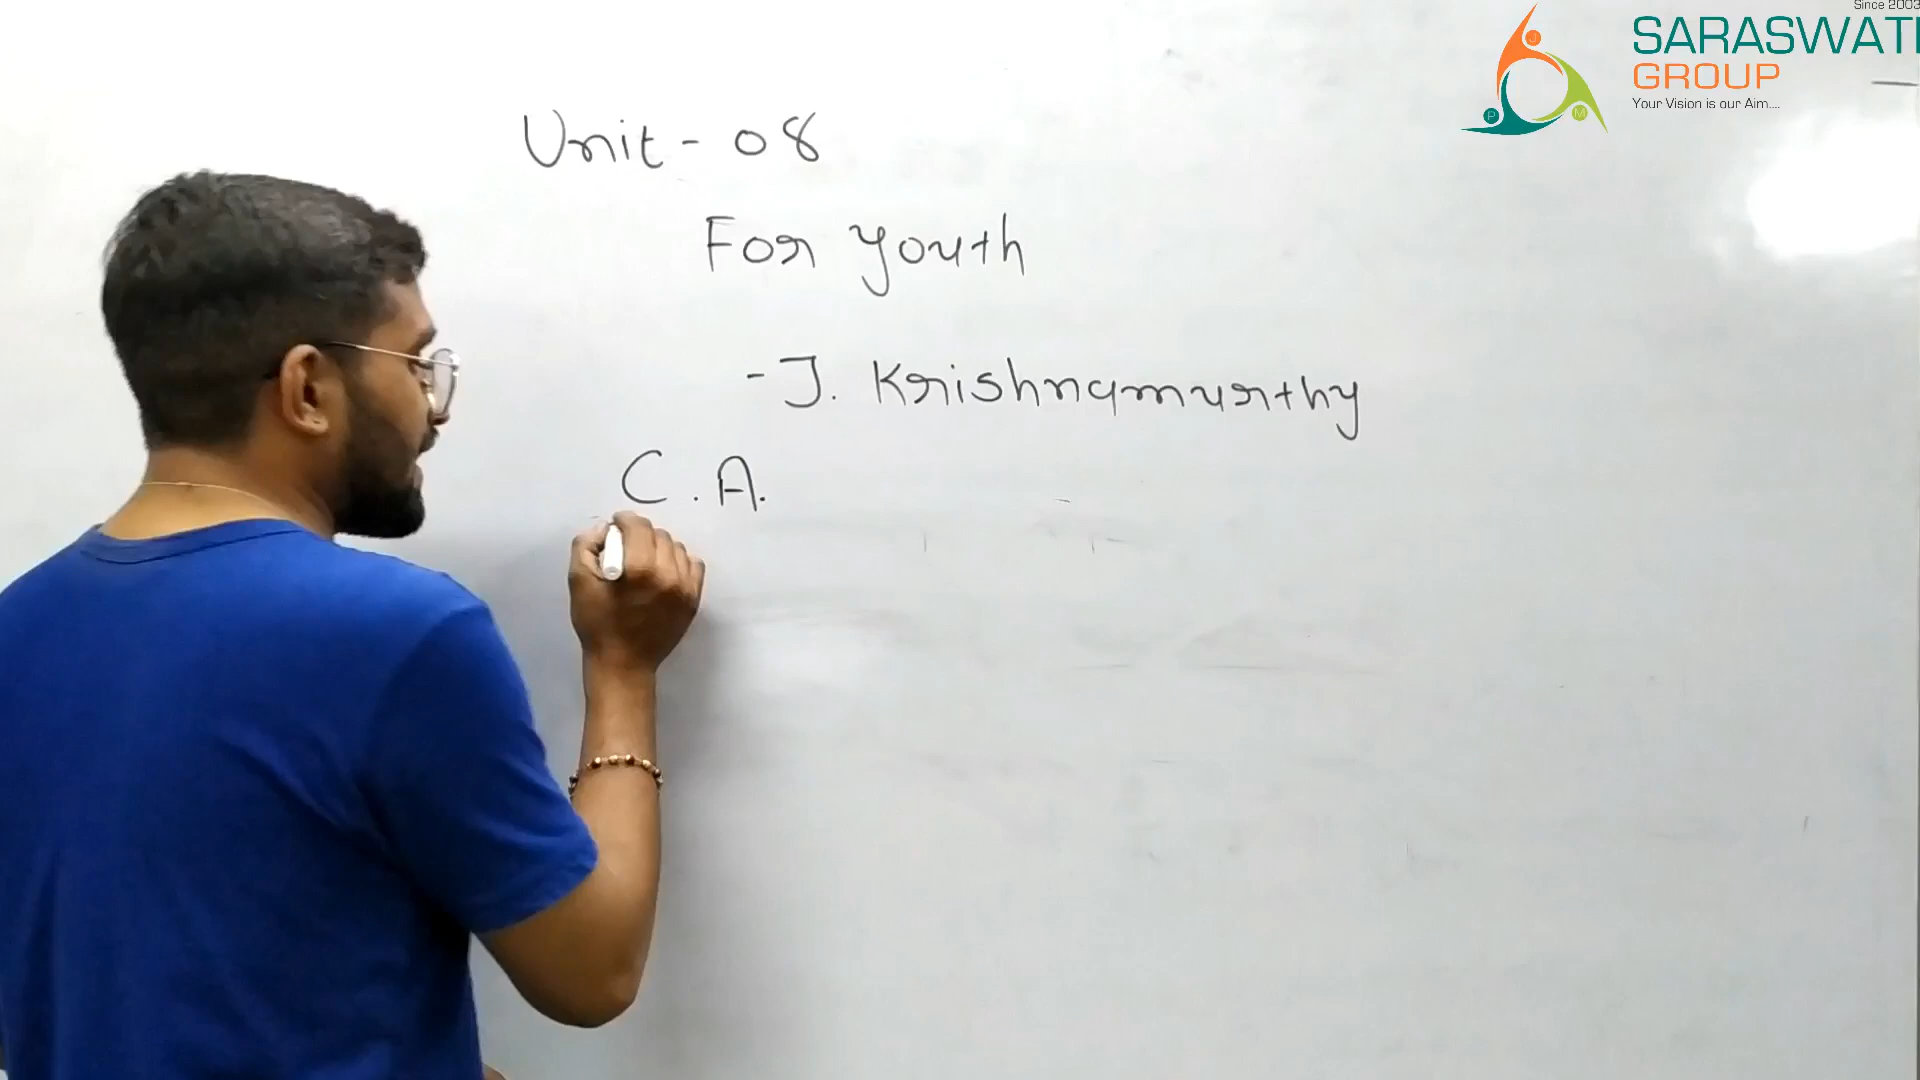 Since 2003
SARASWATI
GROUP
Your Vision is our Aim....
J
P
M
Unit - 08
For Youth
- J. Krishnamurthy
C. A.